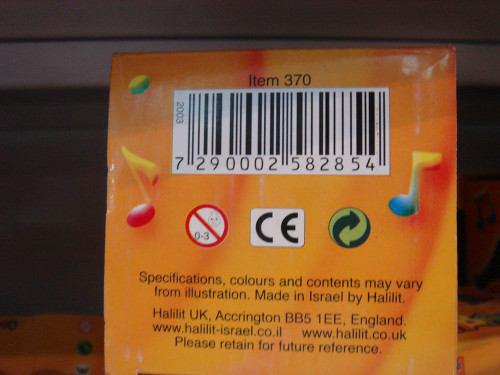 Item 370
2003
7 290002 582854
0-3
CE
Specifications, colours and contents may vary
from illustration. Made in Israel by Halilit.
Halilit UK, Accrington BB5 1EE, England.
www.halilit-israel.co.il www.halilit.co.uk
Please retain for future reference.